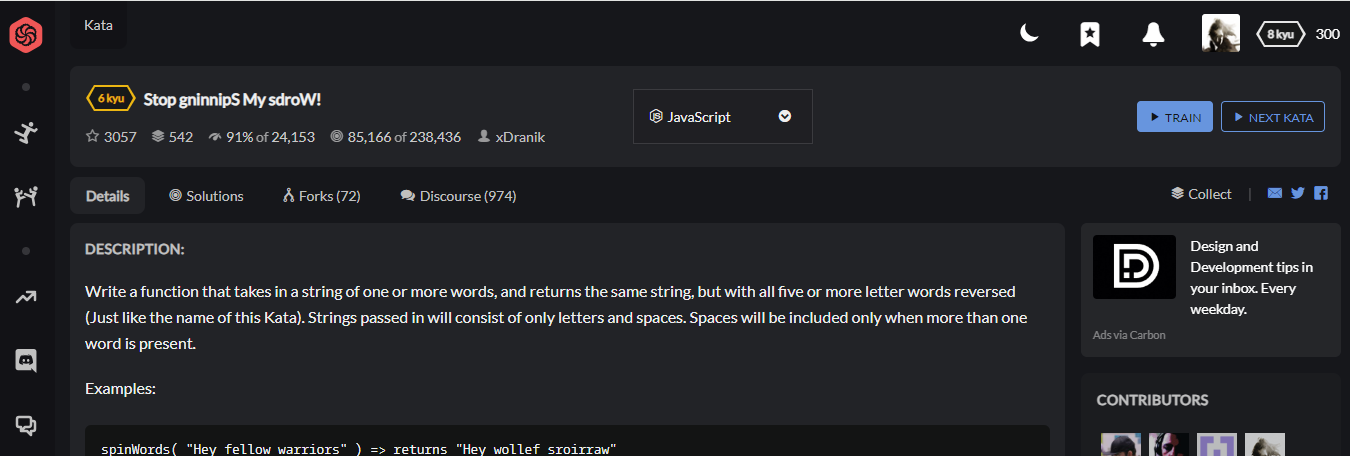 Kata
8 kyu 300
6 kyu Stop gninnipS My sdroW!
3057 542 91% of 24,153 85,166 of 238,436 xDranik
JS JavaScript
TRAIN
NEXT KATA
Details Solutions Forks (72) Discourse (974)
Collect |
DESCRIPTION:
Write a function that takes in a string of one or more words, and returns the same string, but with all five or more letter words reversed
(Just like the name of this Kata). Strings passed in will consist of only letters and spaces. Spaces will be included only when more than one
word is present.
Examples:
spinWords( "Hey fellow warriors" ) => returns "Hey wollef sroirraw"
Design and
Development tips in
your inbox. Every
weekday.
Ads via Carbon
CONTRIBUTORS